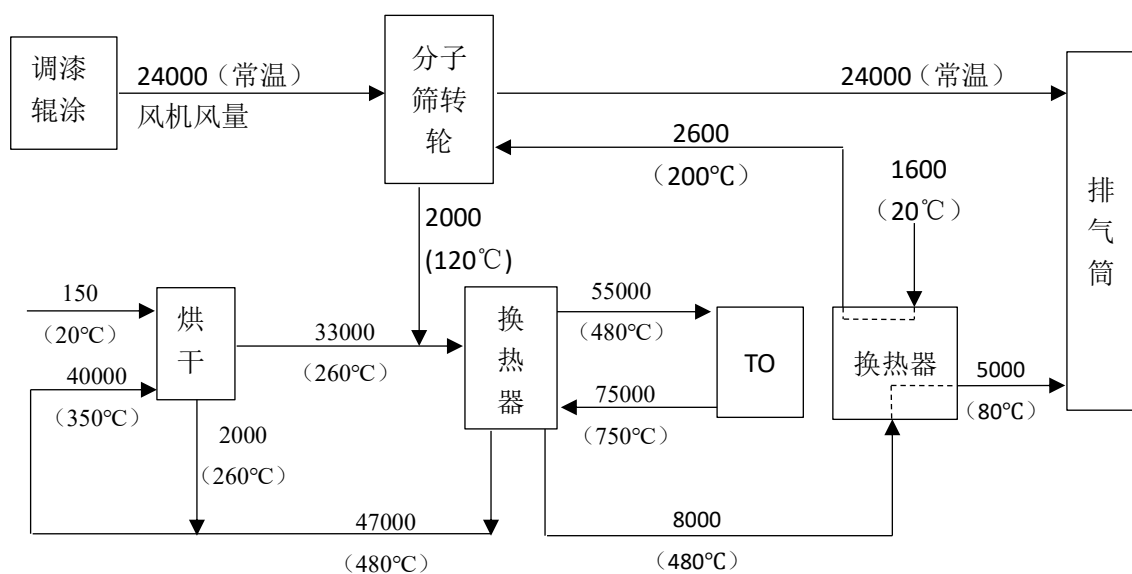 调漆
辊涂
24000（常温）
风机风量
分子
筛转
轮
24000（常温）
2600
（200℃）
1600
（20℃）
排
气
筒
2000
(120℃)
150
（20℃）
烘
干
33000
（260℃）
换
热
器
55000
（480℃）
TO
75000
（750℃）
换热器
5000
（80℃）
40000
（350℃）
2000
（260℃）
47000
（480℃）
8000
（480℃）